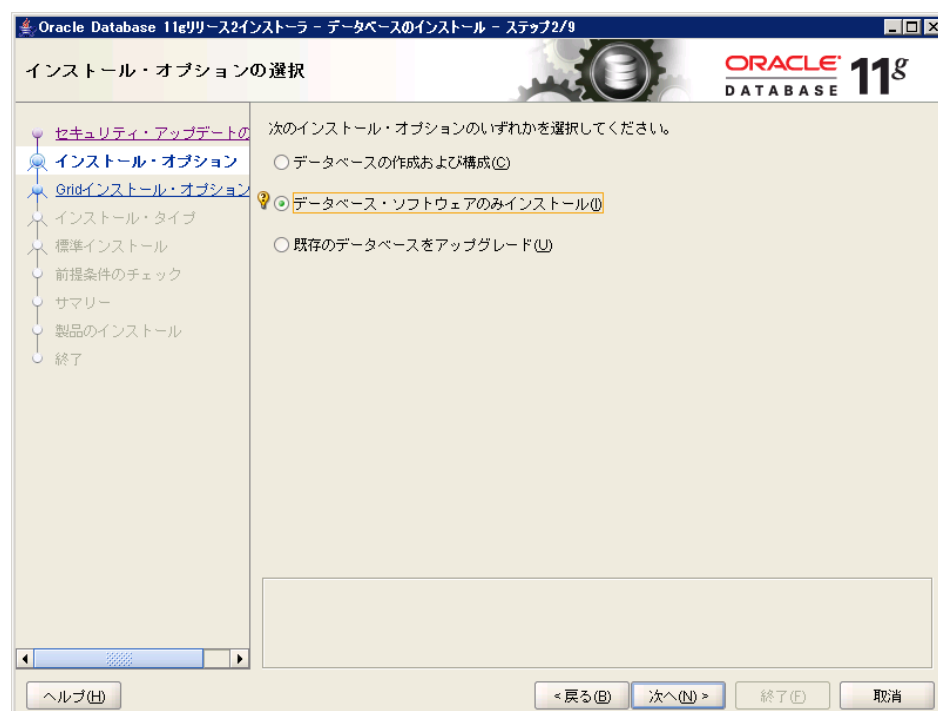 Oracle Database 11gリリース2インストーラ - データベースのインストール - ステップ2/9
インストール・オプションの選択
ORACLE 11g
DATABASE
セキュリティ・アップデートの
インストール・オプション
Gridインストール・オプション
インストール・タイプ
標準インストール
前提条件のチェック
サマリー
製品のインストール
終了
次のインストール・オプションのいずれかを選択してください。
データベースの作成および構成(C)
データベース・ソフトウェアのみインストール(I)
既存のデータベースをアップグレード(U)
ヘルプ(H)
<戻る(B)
次へ(N)>
終了(F)
取消